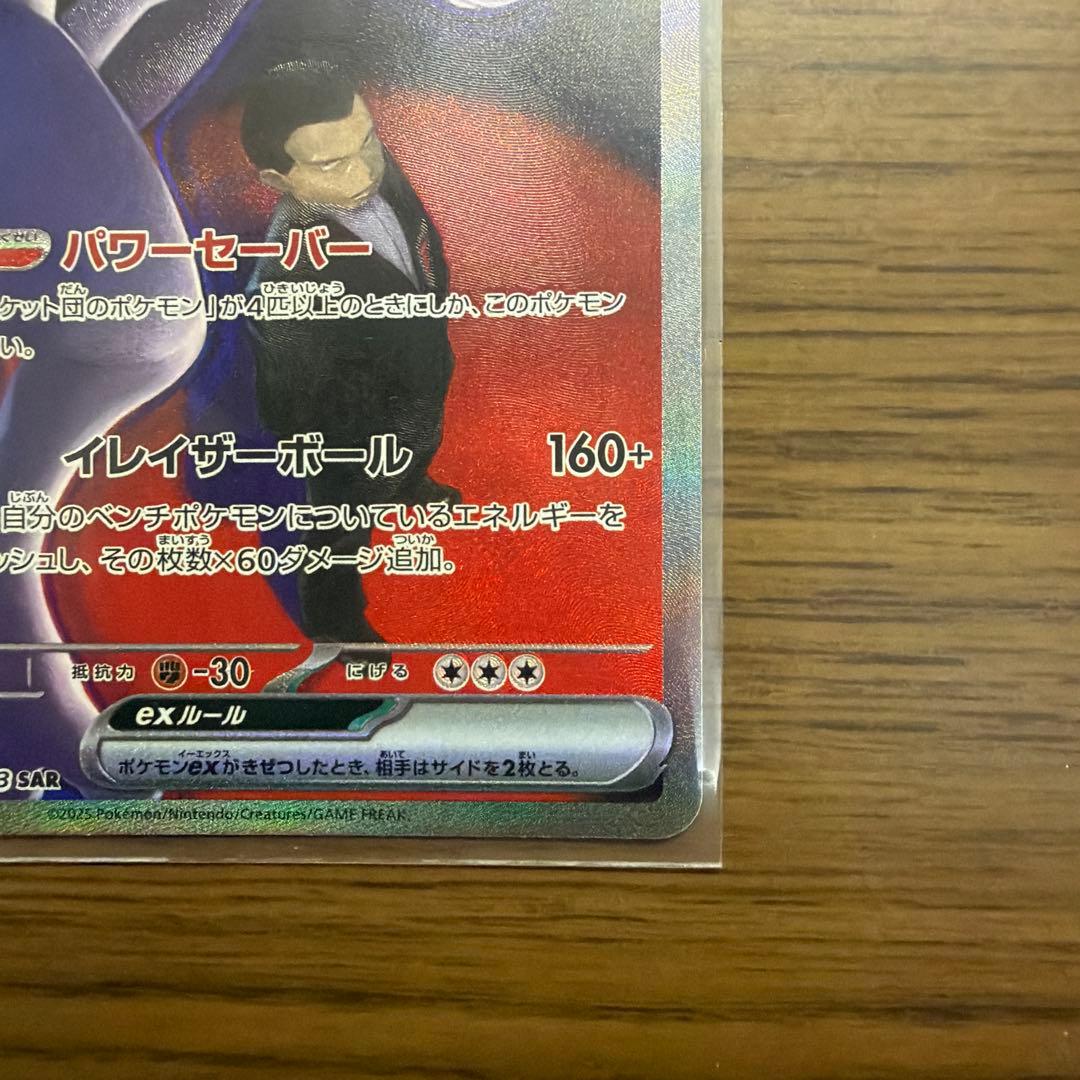 パワーセーバー
ケット団のポケモン」が4匹以上のときにしか、このポケモン
い。
イレイザーボール 160+
自分のベンチポケモンについているエネルギーを
ッシュし、その枚数×60ダメージ追加。
抵抗力 -30 にげる
exルール
ポケモンexがきぜつしたとき、相手はサイドを2枚とる。
SAR
©2025 Pokémon/Nintendo/Creatures/GAME FREAK.